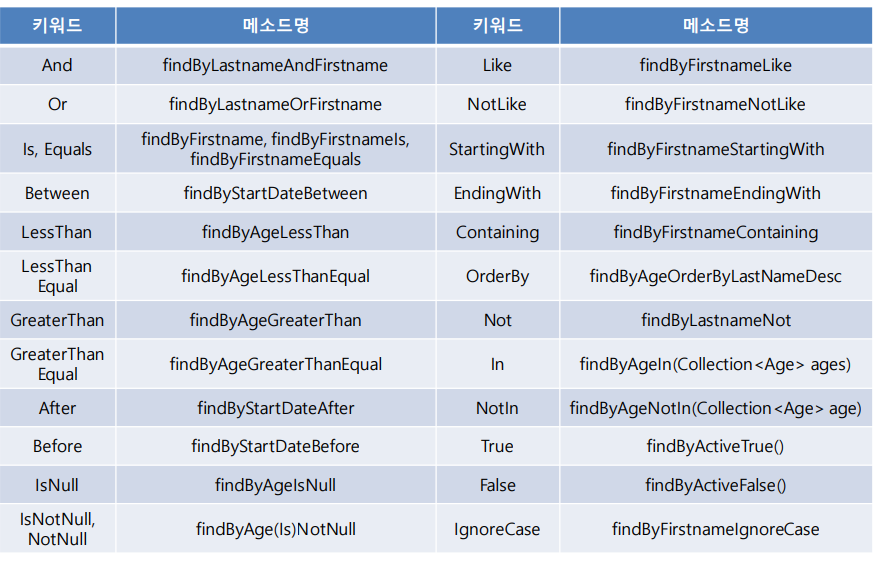 키워드 메소드명 키워드 메소드명
And findByLastnameAndFirstname Like findByFirstnameLike
Or findByLastnameOrFirstname NotLike findByFirstnameNotLike
Is, Equals findByFirstname, findByFirstnameIs,
findByFirstnameEquals StartingWith findByFirstnameStartingWith
Between findByStartDateBetween EndingWith findByFirstnameEndingWith
LessThan findByAgeLessThan Containing findByFirstnameContaining
LessThan
Equal findByAgeLessThanEqual OrderBy findByAgeOrderByLastNameDesc
GreaterThan findByAgeGreaterThan Not findByLastnameNot
GreaterThan
Equal findByAgeGreaterThanEqual In findByAgeIn(Collection<Age> ages)
After findByStartDateAfter NotIn findByAgeNotIn(Collection<Age> age)
Before findByStartDateBefore True findByActiveTrue()
IsNull findByAgeIsNull False findByActiveFalse()
IsNotNull,
NotNull findByAge(Is)NotNull IgnoreCase findByFirstnameIgnoreCase